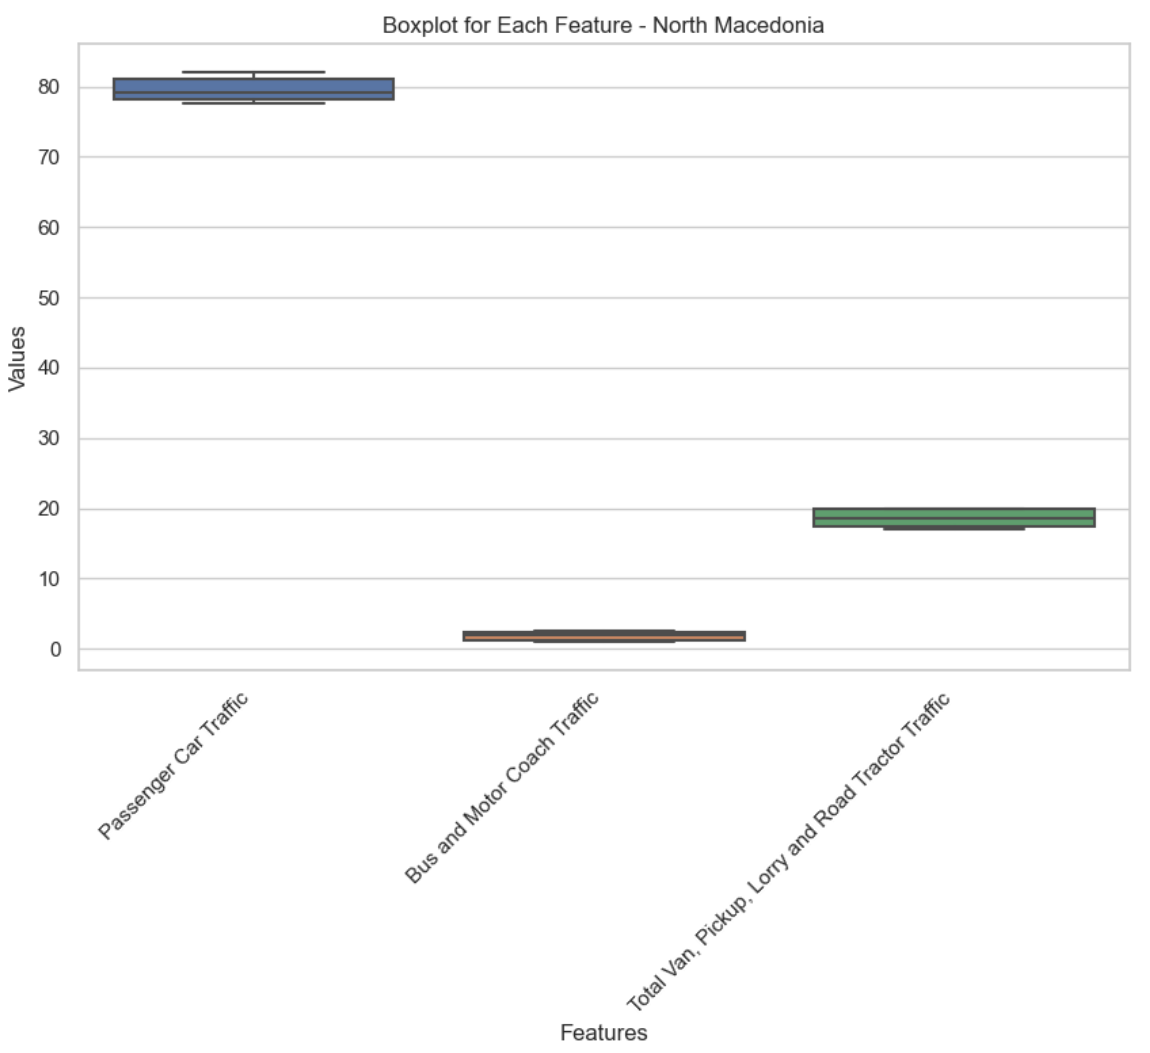 Boxplot for Each Feature - North Macedonia
80
70
60
50
40
30
20
10
0
Values
Passenger Car Traffic
Bus and Motor Coach Traffic
Total Van, Pickup, Lorry and Road Tractor Traffic
Features